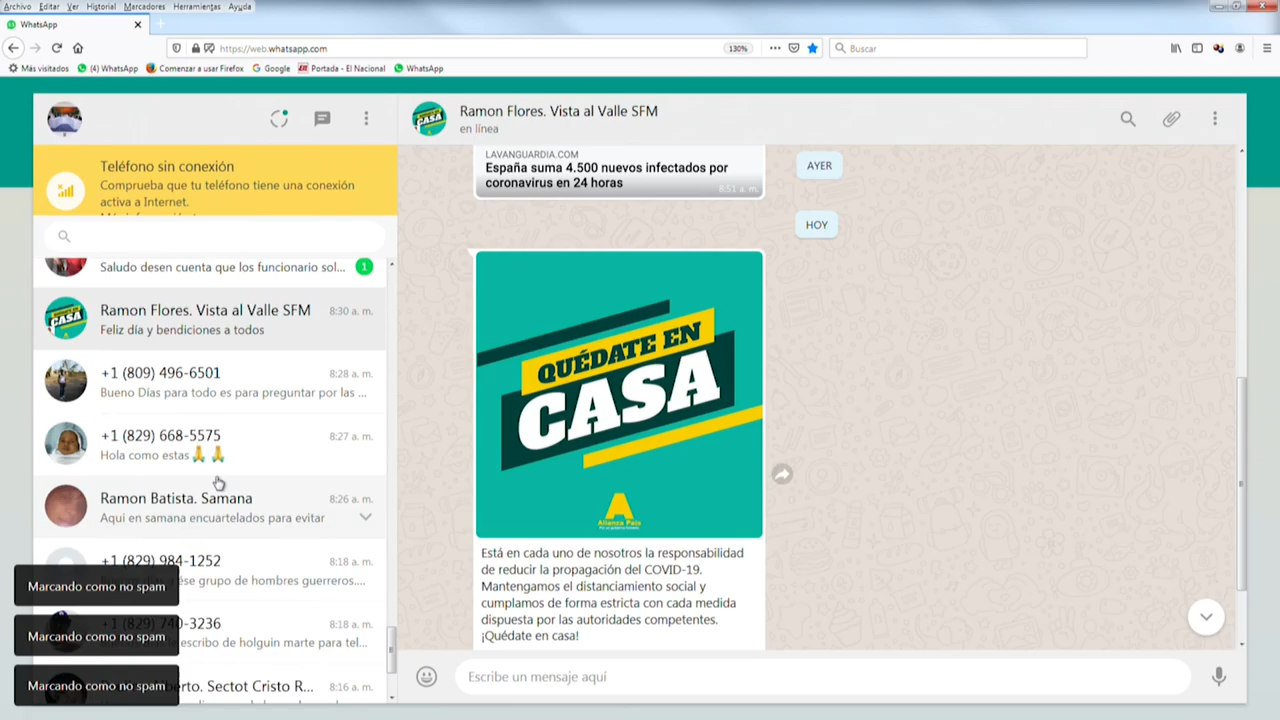 Archivo Editar Ver Historial Marcadores Herramientas Ayuda
WhatsApp
https://web.whatsapp.com
130%
Buscar
Más visitados
(4) WhatsApp
Comenzar a usar Firefox
Google
Portada - El Nacional
WhatsApp
Teléfono sin conexión
Comprueba que tu teléfono tiene una conexión
activa a Internet.
Saludo desen cuenta que los funcionario sol...
1
Ramon Flores. Vista al Valle SFM
8:30 a. m.
Feliz día y bendiciones a todos
+1 (809) 496-6501
8:28 a. m.
Bueno Días para todo es para preguntar por las ...
+1 (829) 668-5575
8:27 a. m.
Hola como estas🙏 🙏
Ramon Batista. Samana
8:26 a. m.
Aqui en samana encuartelados para evitar
+1 (829) 984-1252
8:18 a. m.
ése grupo de hombres guerreros....
+1 (829) 740-3236
8:18 a. m.
escribo de holguin marte para tel...
Sectot Cristo R...
8:16 a. m.
Marcando como no spam
Marcando como no spam
Marcando como no spam
Ramon Flores. Vista al Valle SFM
en línea
LAVANGUARDIA.COM
España suma 4.500 nuevos infectados por
coronavirus en 24 horas
8:51 a. m.
AYER
HOY
QUÉDATE EN
CASA
Alianza País
Está en cada uno de nosotros la responsabilidad
de reducir la propagación del COVID-19.
Mantengamos el distanciamiento social y
cumplamos de forma estricta con cada medida
dispuesta por las autoridades competentes.
¡Quédate en casa!
Escribe un mensaje aquí